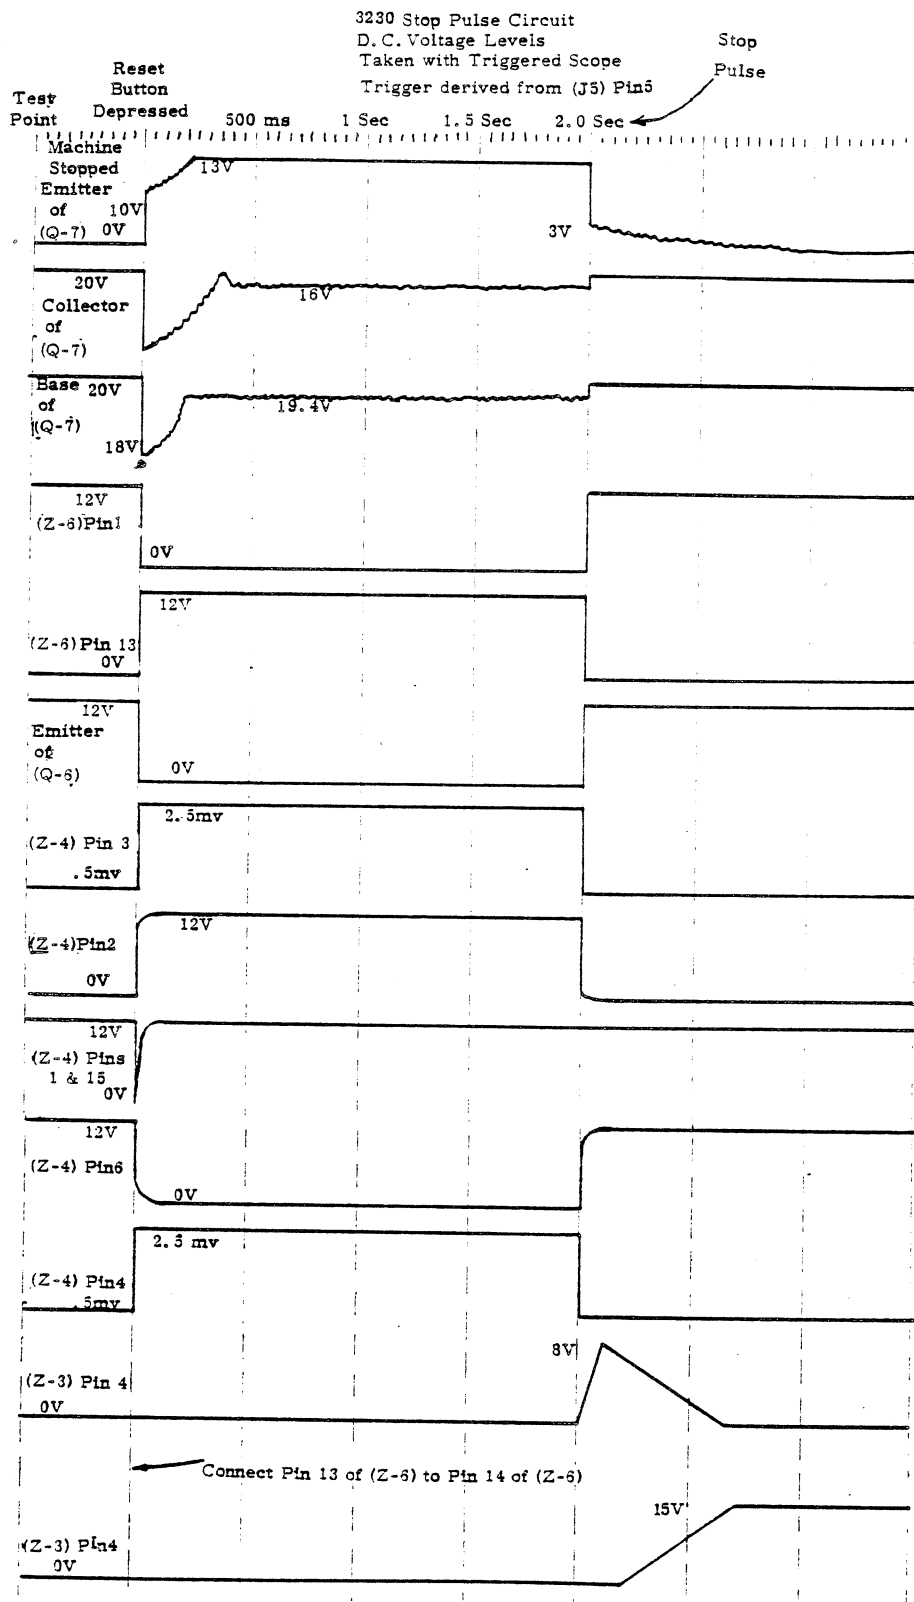 3230 Stop Pulse Circuit
D.C. Voltage Levels
Taken with Triggered Scope
Trigger derived from (J5) Pin5
Stop
Pulse
Test
Point
Reset
Button
Depressed
500 ms
1 Sec
1.5 Sec
2.0 Sec
Machine
Stopped
Emitter
of
(Q-7)
10V
0V
13V
3V
20V
Collector
of
(Q-7)
16V
Base
of
(Q-7)
20V
18V
19.4V
12V
(Z-6)Pin1
0V
12V
(Z-6)Pin 13
0V
12V
Emitter
of
(Q-6)
0V
2.5mv
(Z-4) Pin 3
.5mv
12V
(Z-4)Pin2
0V
12V
(Z-4) Pins
1 & 15
0V
12V
(Z-4) Pin6
0V
2.5 mv
(Z-4) Pin4
.5mv
8V
(Z-3) Pin 4
0V
Connect Pin 13 of (Z-6) to Pin 14 of (Z-6)
15V
(Z-3) Pin4
0V